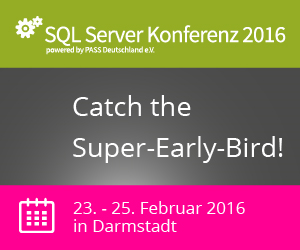 SQL Server Konferenz 2016
powered by PASS Deutschland e.V.
Catch the
Super-Early-Bird!
23. - 25. Februar 2016
in Darmstadt